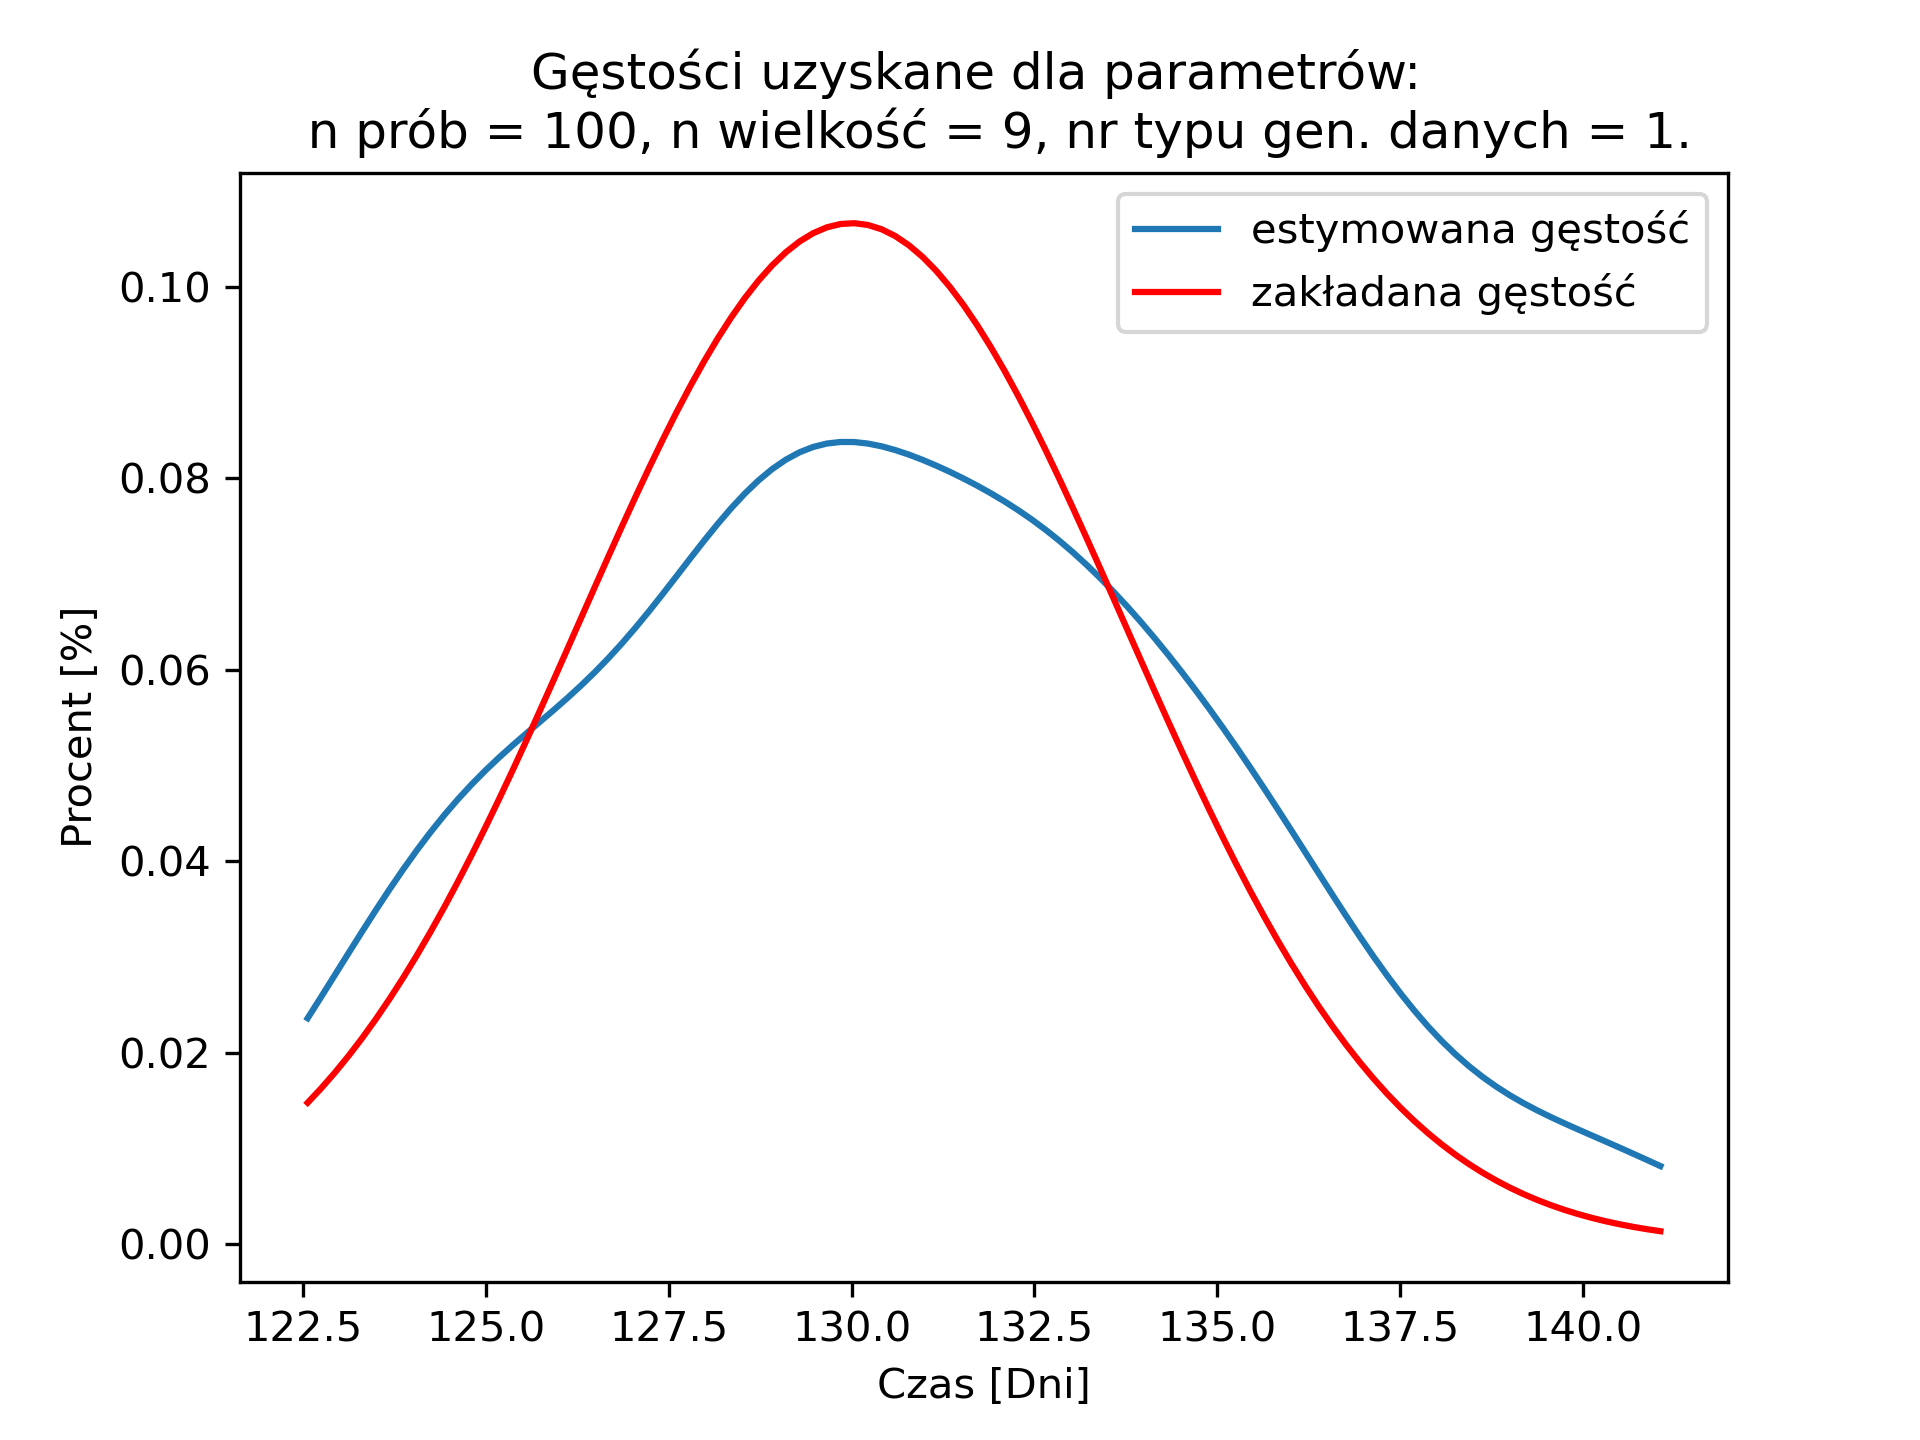 Gęstości uzyskane dla parametrów:
n prób = 100, n wielkość = 9, nr typu gen. danych = 1.
estymowana gęstość
zakładana gęstość
0.10
0.08
0.06
0.04
0.02
0.00
Procent [%]
122.5 125.0 127.5 130.0 132.5 135.0 137.5 140.0
Czas [Dni]